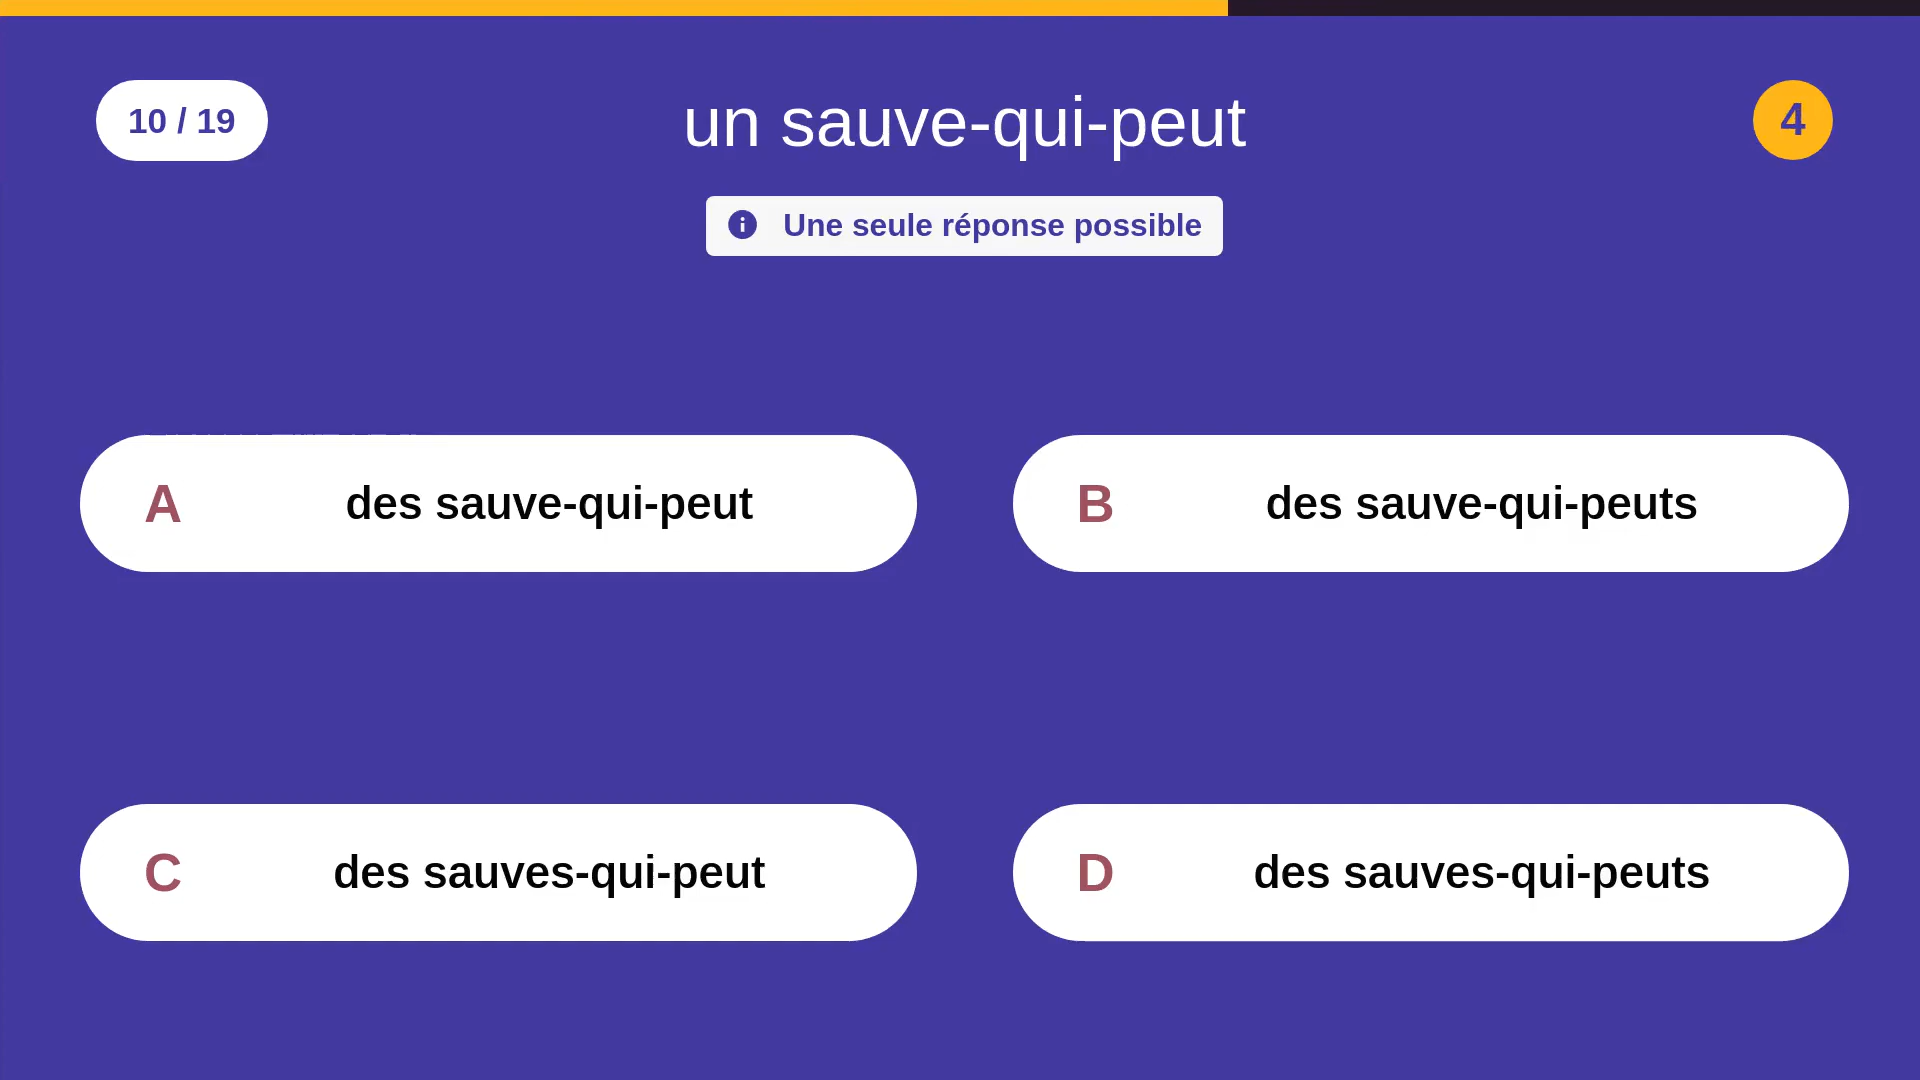 10 / 19
un sauve-qui-peut
4
Une seule réponse possible
A des sauve-qui-peut
B des sauve-qui-peuts
C des sauves-qui-peut
D des sauves-qui-peuts